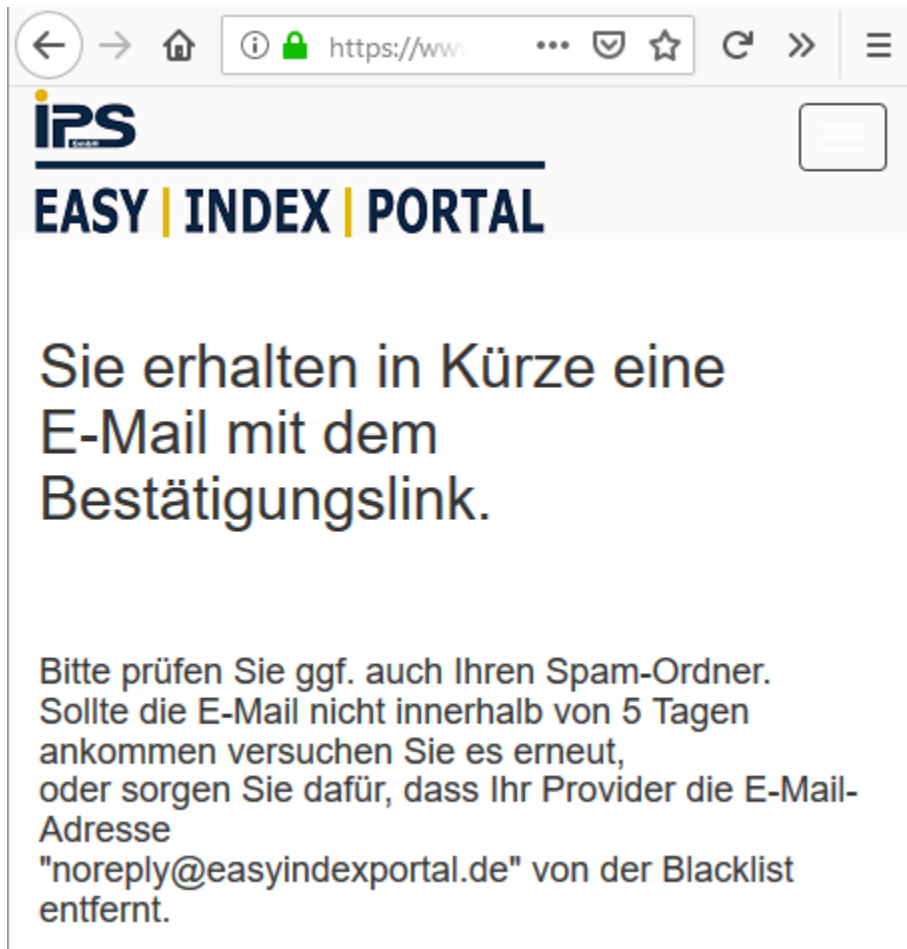 https://www
iPS
GmbH
EASY | INDEX | PORTAL
Sie erhalten in Kürze eine
E-Mail mit dem
Bestätigungslink.
Bitte prüfen Sie ggf. auch Ihren Spam-Ordner.
Sollte die E-Mail nicht innerhalb von 5 Tagen
ankommen versuchen Sie es erneut,
oder sorgen Sie dafür, dass Ihr Provider die E-Mail-
Adresse
"noreply@easyindexportal.de" von der Blacklist
entfernt.